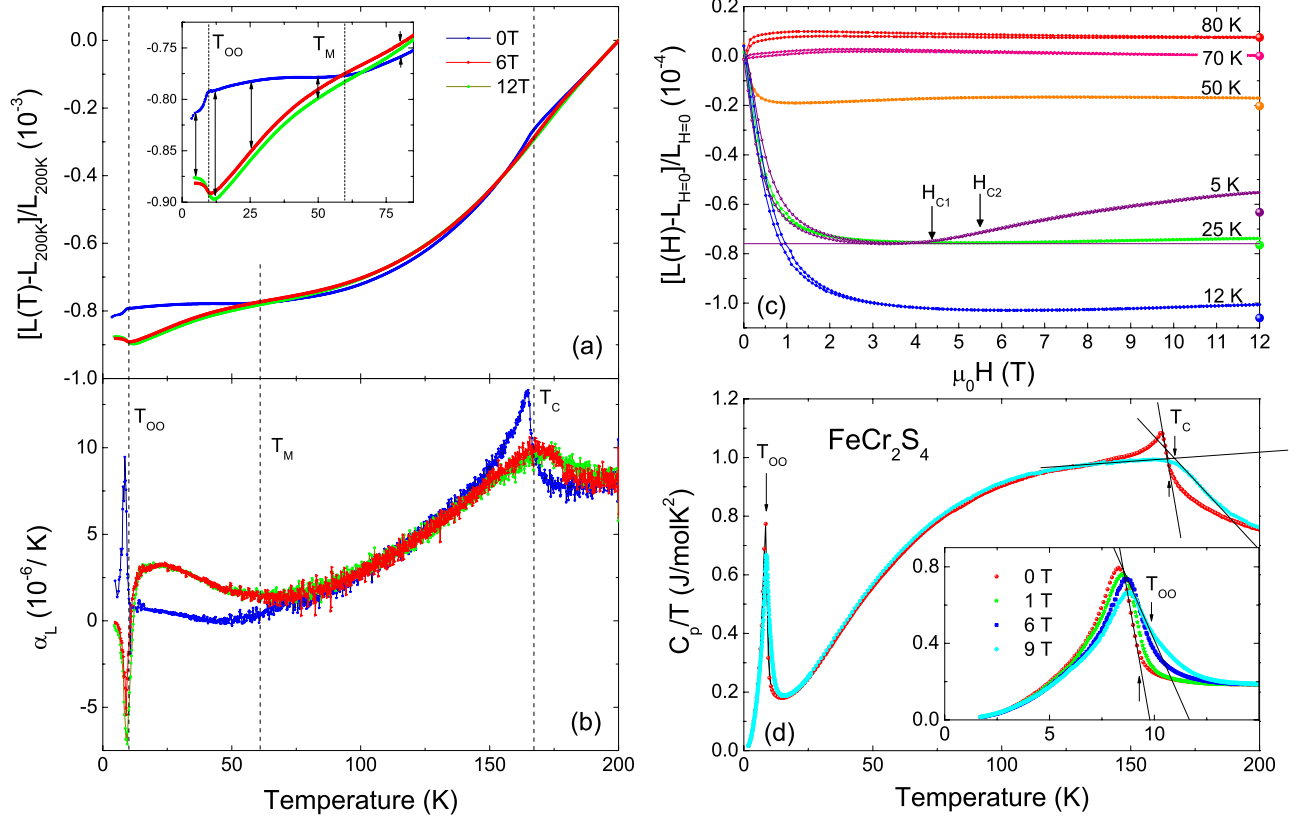 [L(T)-L200K]/L200K (10-3)
0.0
-0.2
-0.4
-0.6
-0.8
-1.0
-0.75
-0.80
-0.85
-0.90
0 25 50 75
TOO
TM
0T
6T
12T
(a)
αL (10-6/ K)
10
5
0
-5
TOO
TM
TC
(b)
0 50 100 150 200
Temperature (K)
[L(H)-LH=0]/LH=0 (10-4)
0.2
0.0
-0.2
-0.4
-0.6
-0.8
-1.0
80 K
70 K
50 K
5 K
25 K
12 K
HC1
HC2
(c)
0 1 2 3 4 5 6 7 8 9 10 11 12
μ0H (T)
Cp/T (J/molK2)
1.2
1.0
0.8
0.6
0.4
0.2
0.0
FeCr2S4
TC
TOO
0.8
0.4
0.0
0 5 10
0 T
1 T
6 T
9 T
TOO
(d)
0 25 50 75 100 125 150 175 200
Temperature (K)